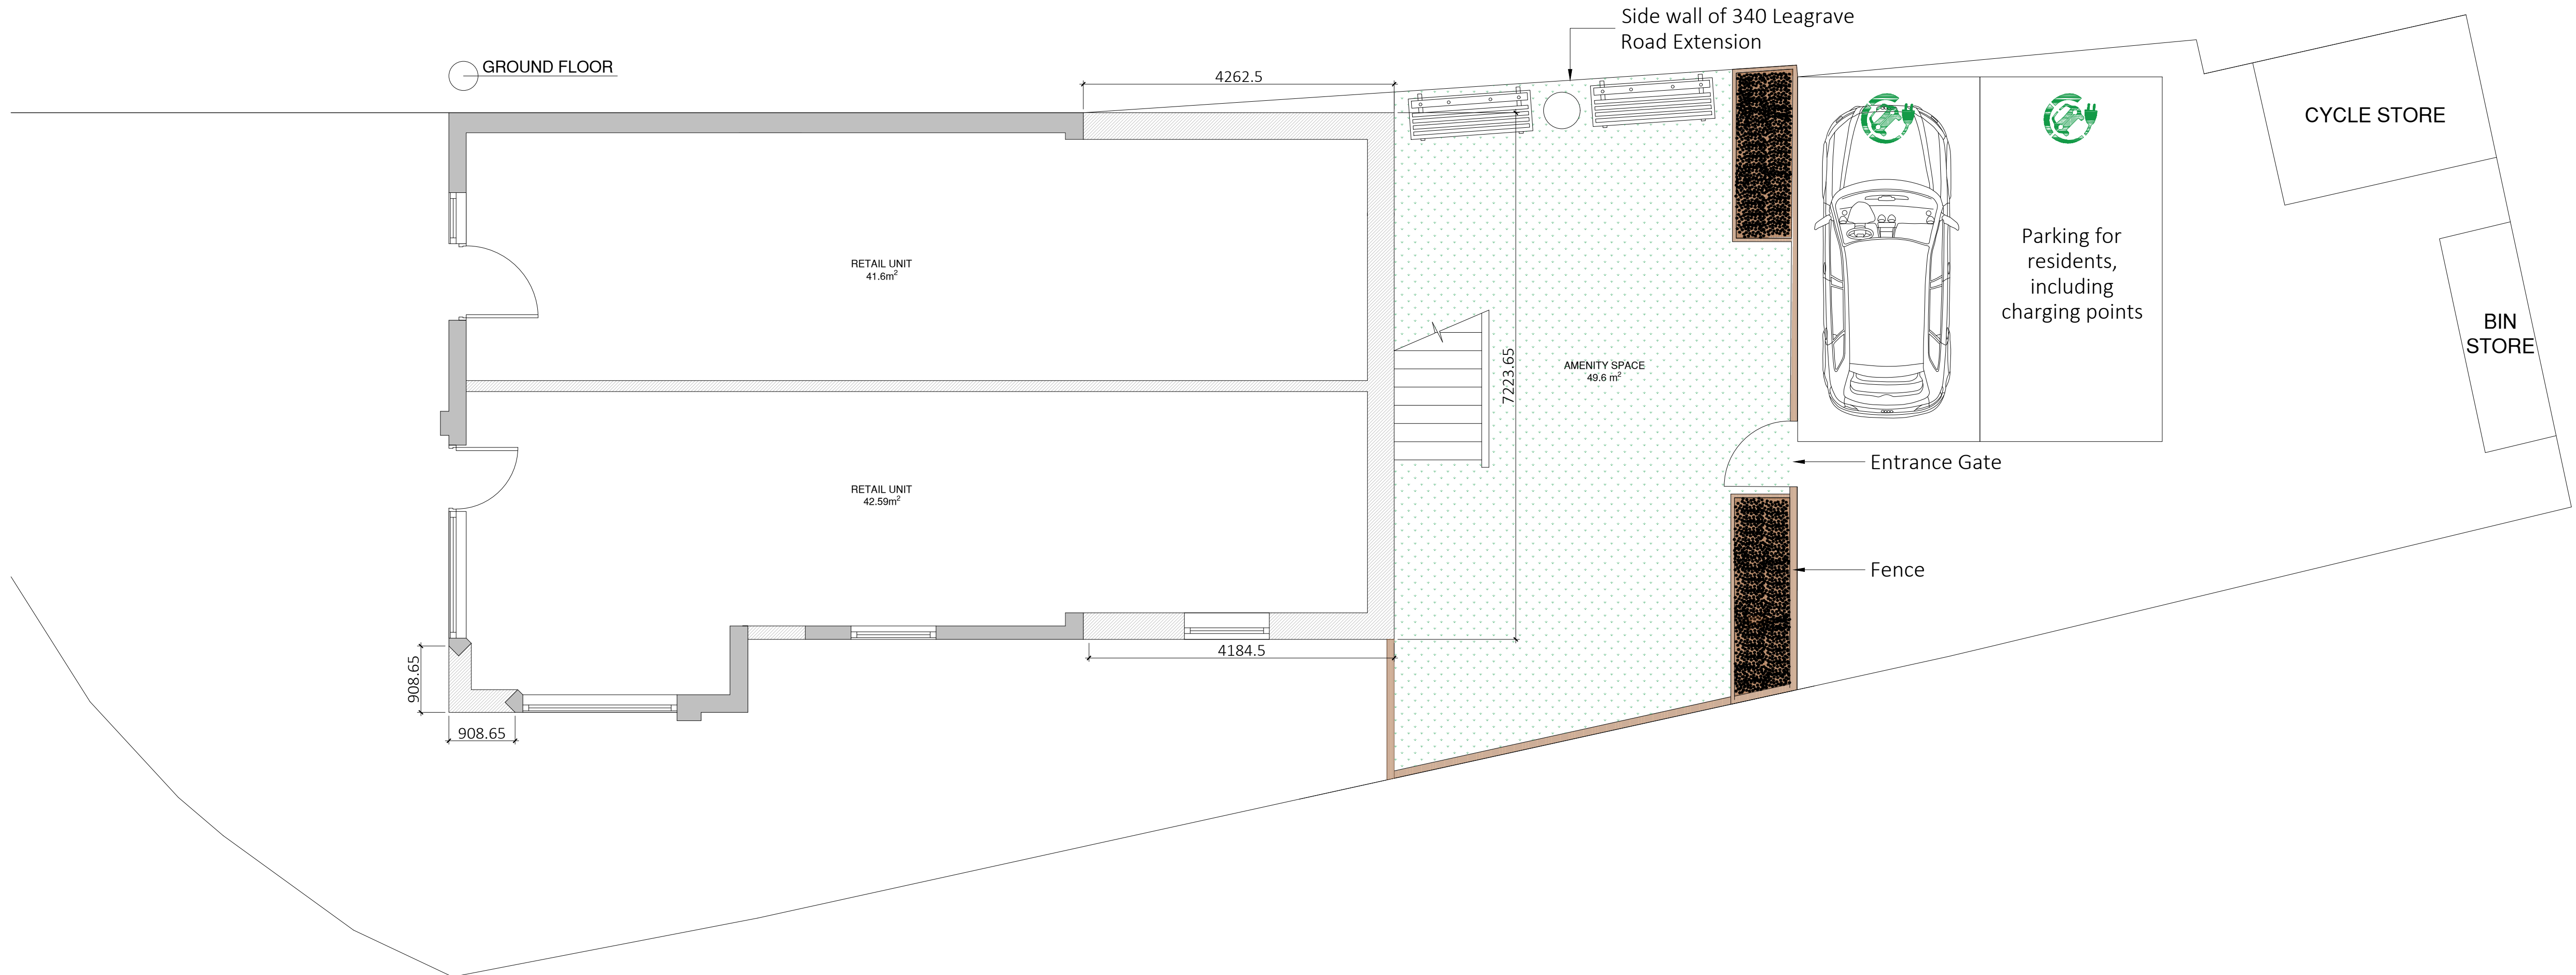 Side wall of 340 Leagrave
Road Extension
GROUND FLOOR
4262.5
CYCLE STORE
RETAIL UNIT
41.6m²
Parking for
residents,
including
charging points
BIN
STORE
7223.65
AMENITY SPACE
49.6 m²
Entrance Gate
RETAIL UNIT
42.59m²
Fence
4184.5
908.65
908.65